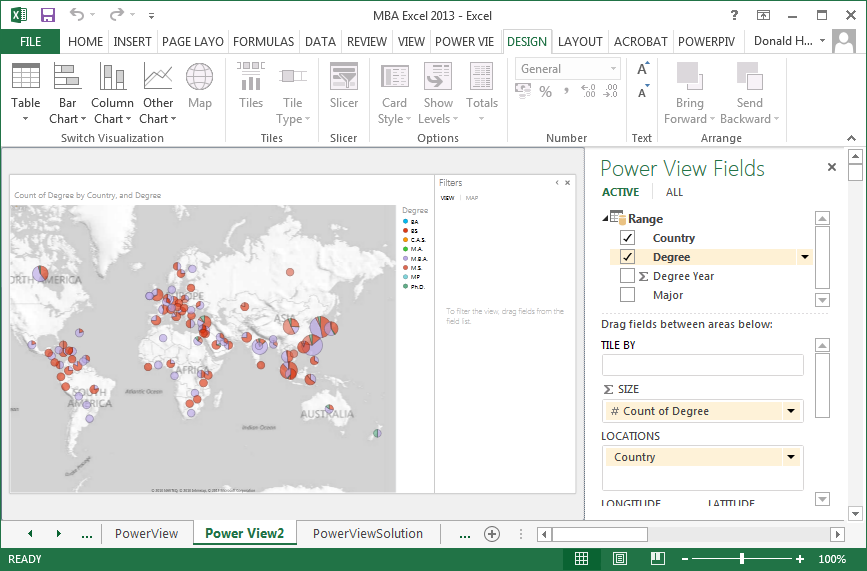 MBA Excel 2013 - Excel
?
FILE HOME INSERT PAGE LAYO FORMULAS DATA REVIEW VIEW POWER VIE DESIGN LAYOUT ACROBAT POWERPIV Donald H...
Table
Bar Chart
Column Chart
Other Chart
Map
Switch Visualization
Tiles
Tile Type
Tiles
Slicer
Slicer
Card Style
Show Levels
Totals
Options
General
$ % , ←.0 .00 .00 →.0
Number
A
A
Text
Bring Forward
Send Backward
Arrange
Count of Degree by Country, and Degree
Degree
BA
BS
C.A.S.
M.A.
M.B.A.
M.S.
MP
Ph.D.
NORTH AMERICA
EUROPE
ASIA
AFRICA
SOUTH
AMERICA
AUSTRALIA
Atlantic Ocean
Indian Ocean
Filters
VIEW | MAP
To filter the view, drag fields from the
field list.
Power View Fields
ACTIVE ALL
Range
Country
Degree
Σ Degree Year
Major
Drag fields between areas below:
TILE BY
Σ SIZE
# Count of Degree
LOCATIONS
Country
LONGITUDE LATITUDE
... PowerView Power View2 PowerViewSolution ...
READY
100%